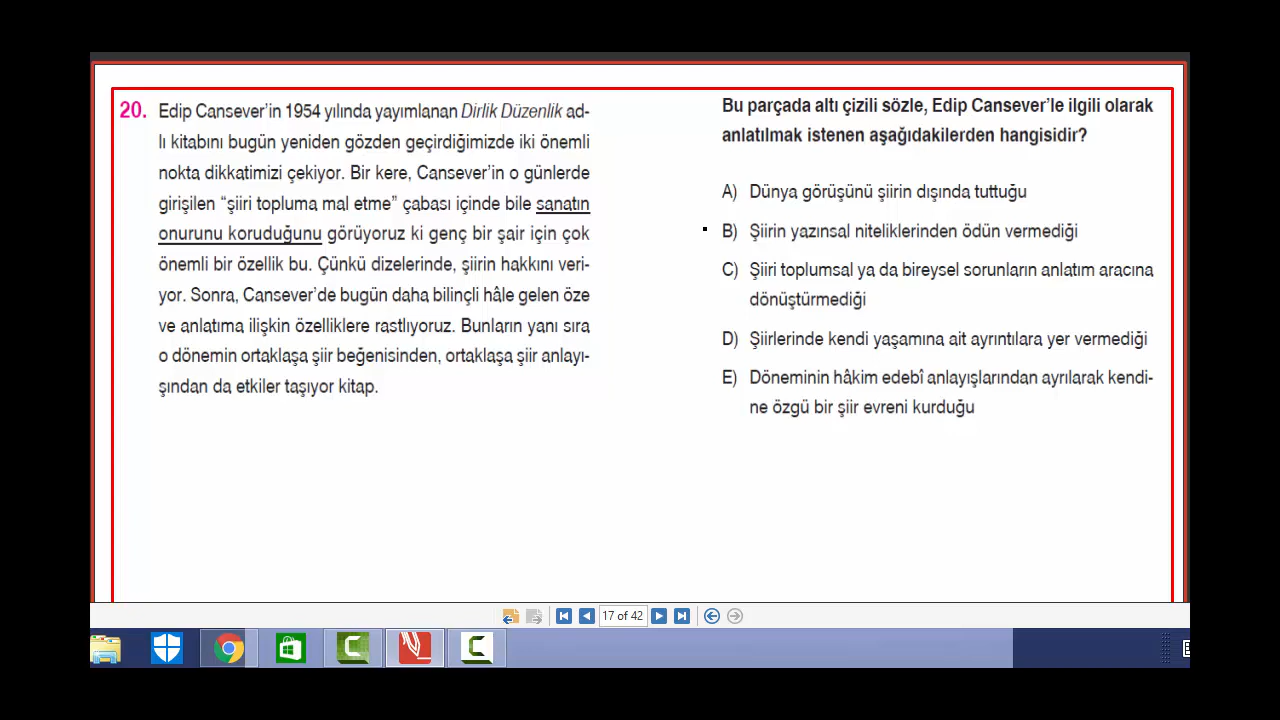 20. Edip Cansever'in 1954 yılında yayımlanan Dirlik Düzenlik ad-
lı kitabını bugün yeniden gözden geçirdiğimizde iki önemli
nokta dikkatimizi çekiyor. Bir kere, Cansever'in o günlerde
girişilen “şiiri topluma mal etme” çabası içinde bile sanatın
onurunu koruduğunu görüyoruz ki genç bir şair için çok
önemli bir özellik bu. Çünkü dizelerinde, şiirin hakkını veri-
yor. Sonra, Cansever'de bugün daha bilinçli hâle gelen öze
ve anlatıma ilişkin özelliklere rastlıyoruz. Bunların yanı sıra
o dönemin ortaklaşa şiir beğenisinden, ortaklaşa şiir anlayı-
şından da etkiler taşıyor kitap.
Bu parçada altı çizili sözle, Edip Cansever'le ilgili olarak
anlatılmak istenen aşağıdakilerden hangisidir?
A) Dünya görüşünü şiirin dışında tuttuğu
B) Şiirin yazınsal niteliklerinden ödün vermediği
C) Şiiri toplumsal ya da bireysel sorunların anlatım aracına
dönüştürmediği
D) Şiirlerinde kendi yaşamına ait ayrıntılara yer vermediği
E) Döneminin hâkim edebî anlayışlarından ayrılarak kendi-
ne özgü bir şiir evreni kurduğu
17 of 42